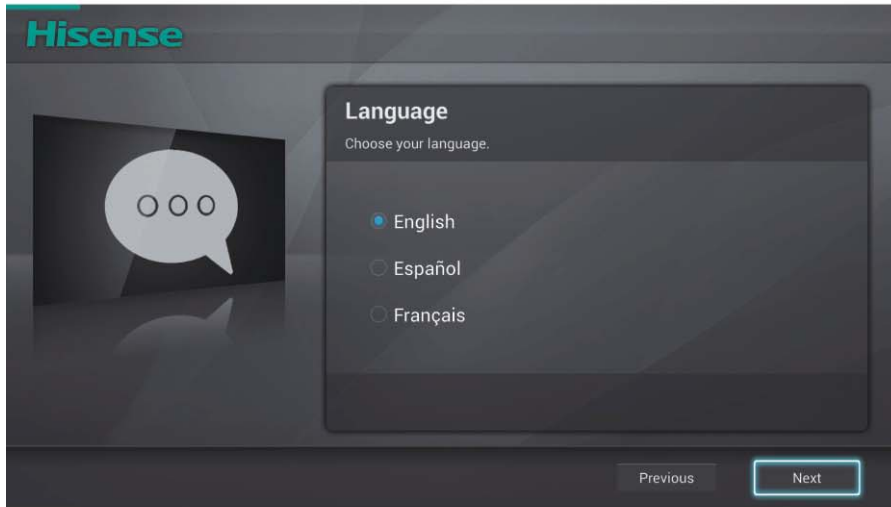 Hisense
Language
Choose your language.
English
Español
Français
Previous
Next